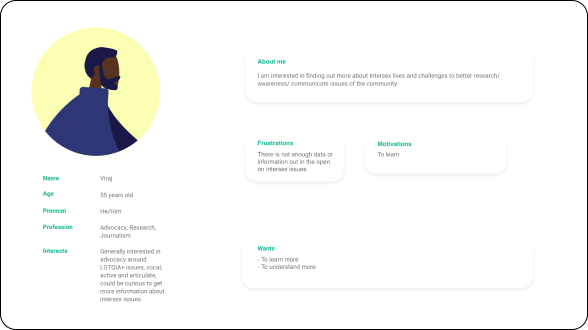 Name Viraj
Age 55 years old
Pronoun He/Him
Profession Advocacy, Research,
Journalism
Interests Generally interested in
advocacy around
LGTQIA+ issues, vocal,
active and articulate,
could be curious to get
more information about
intersex issues
About me
I am interested in finding out more about Intersex lives and challenges to better research/
awareness/ communicate issues of the community
Frustrations
There is not enough data or
information out in the open
on intersex issues
Motivations
To learn
Wants
- To learn more
- To understand more